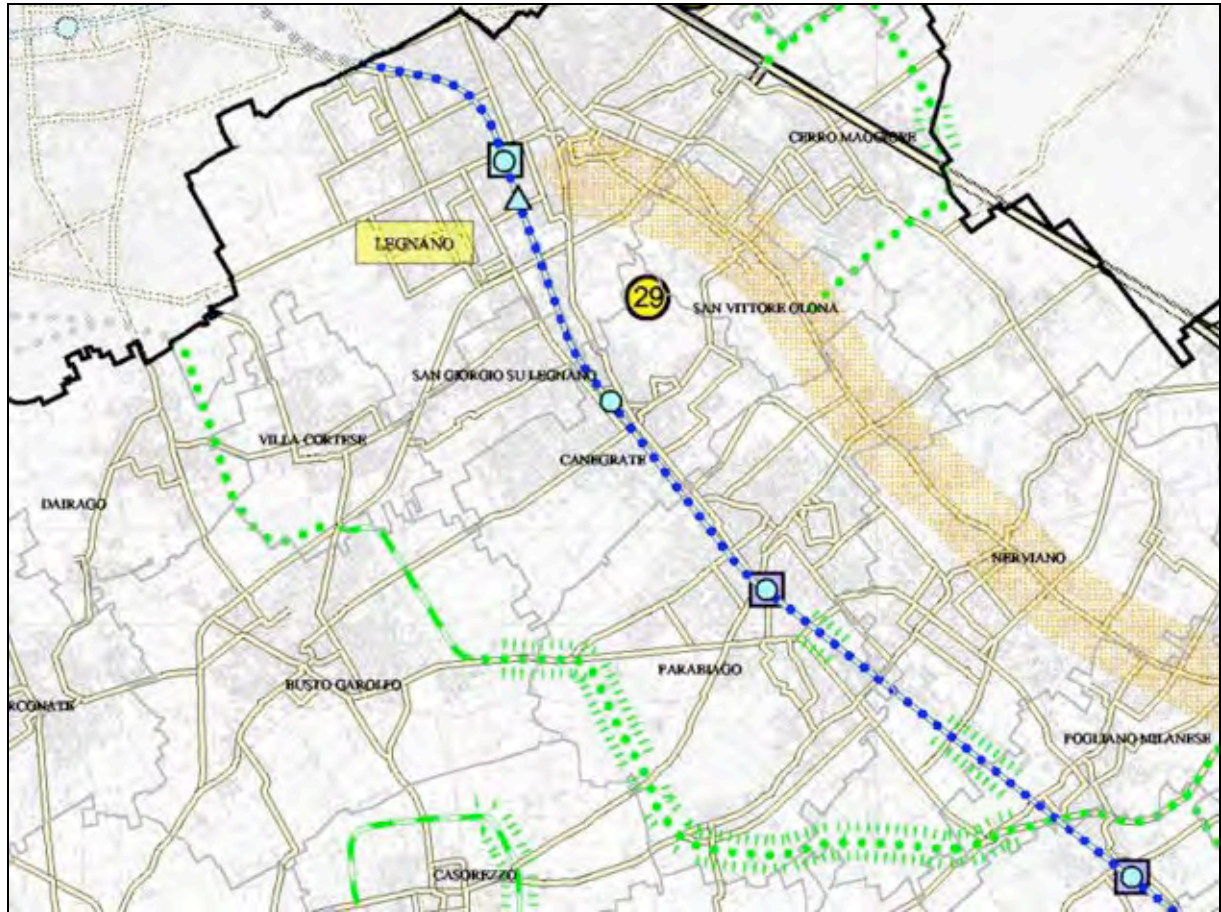 CERRO MAGGIORE
LEGNANO
29
SAN VITTORE OLONA
SAN GIORGIO SU LEGNANO
VILLA CORTESE
CANEGRATE
DAIRAGO
NERVIANO
PARABIAGO
BUSTO GAROLFO
RCONATE
POGLIANO MILANESE
CASOREZZO